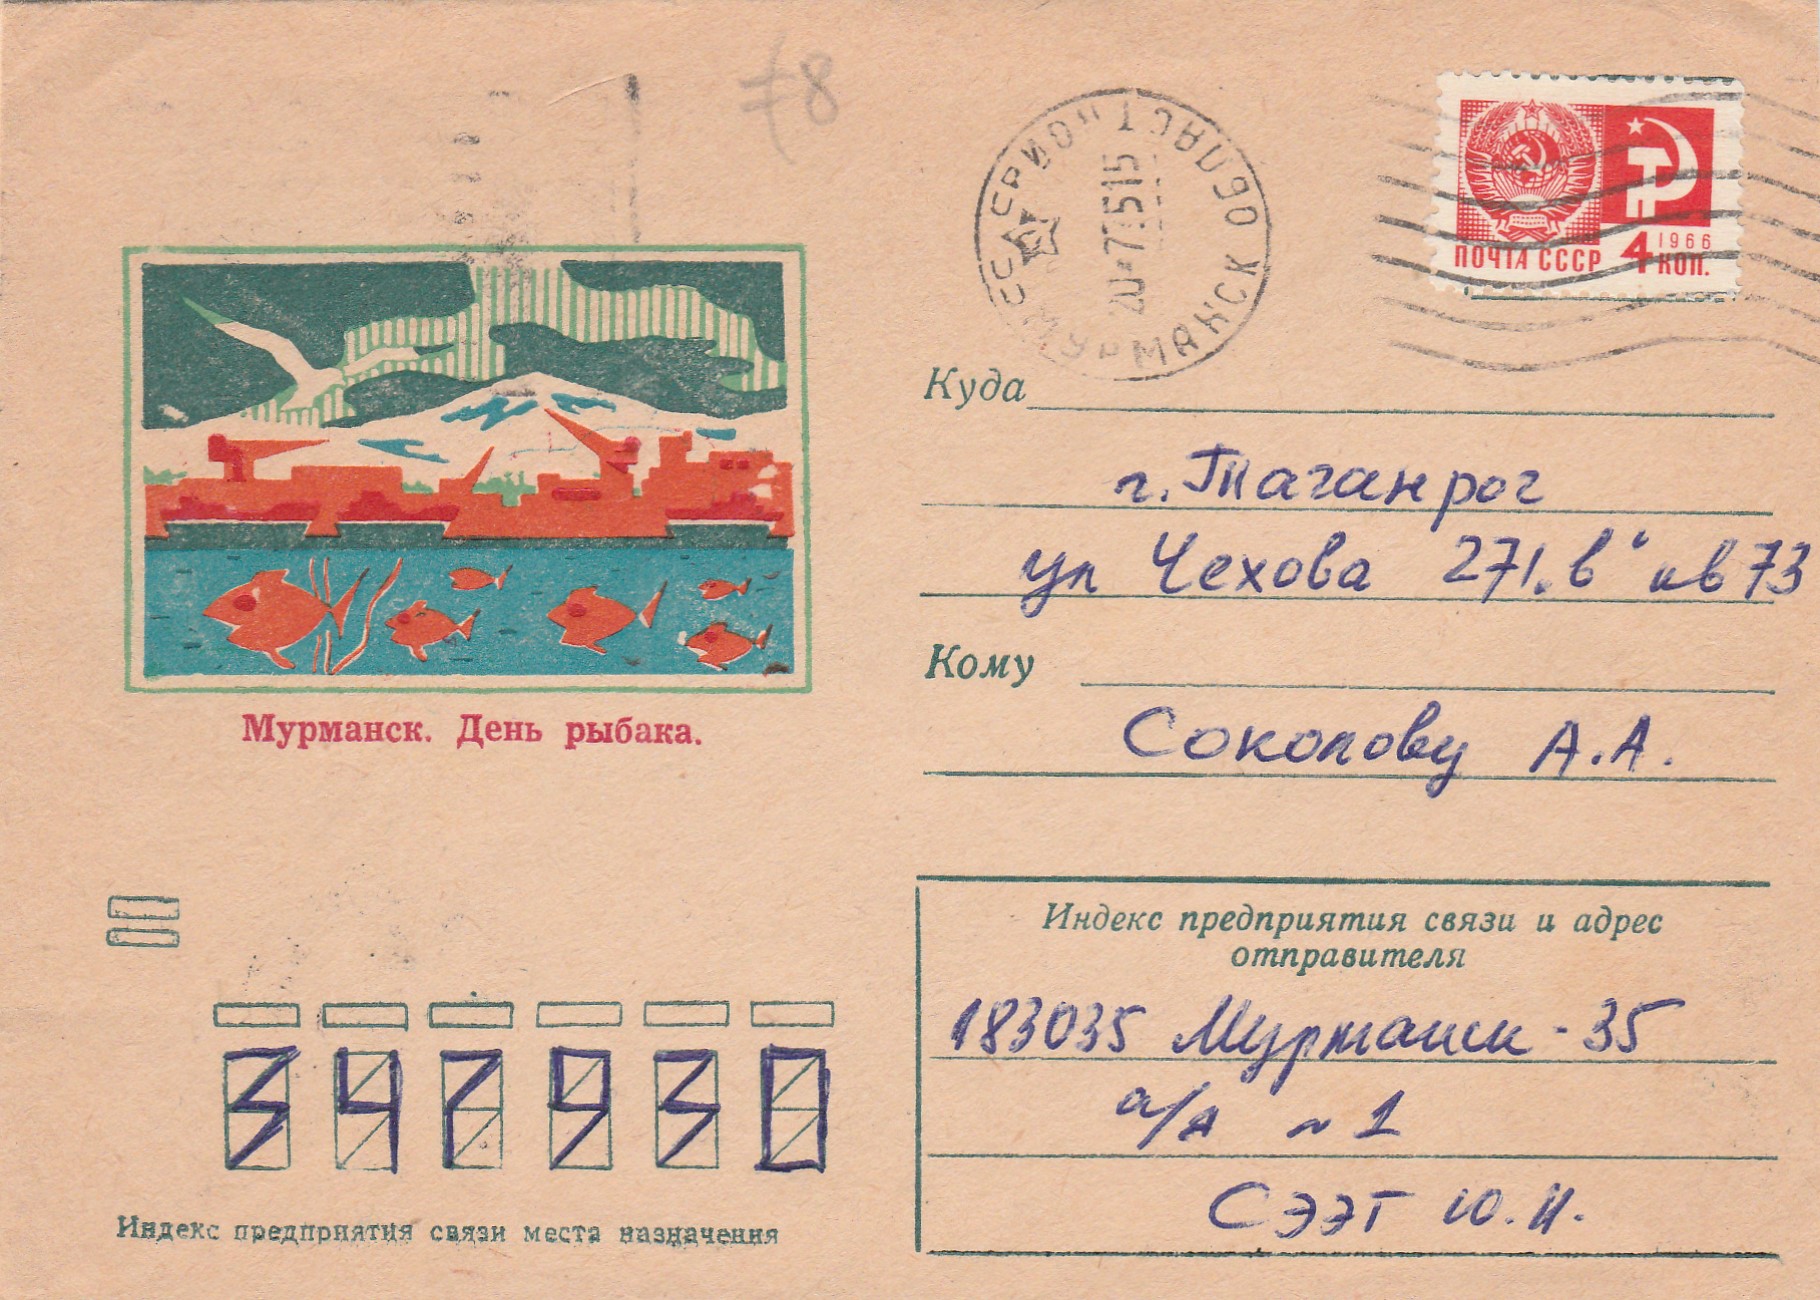 78
СССР МУРМАНСК
20-7 75 15
ПОЧТА СССР
1966
4 КОП.
Куда
г. Таганрог
ул Чехова 271 „в“ кв 73
Кому
Соколову А.А.
Мурманск. День рыбака.
Индекс предприятия связи и адрес
отправителя
183035 Мурманск - 35
а/я № 1
СЭЭТ Ю.И.
347930
Индекс предприятия связи места назначения